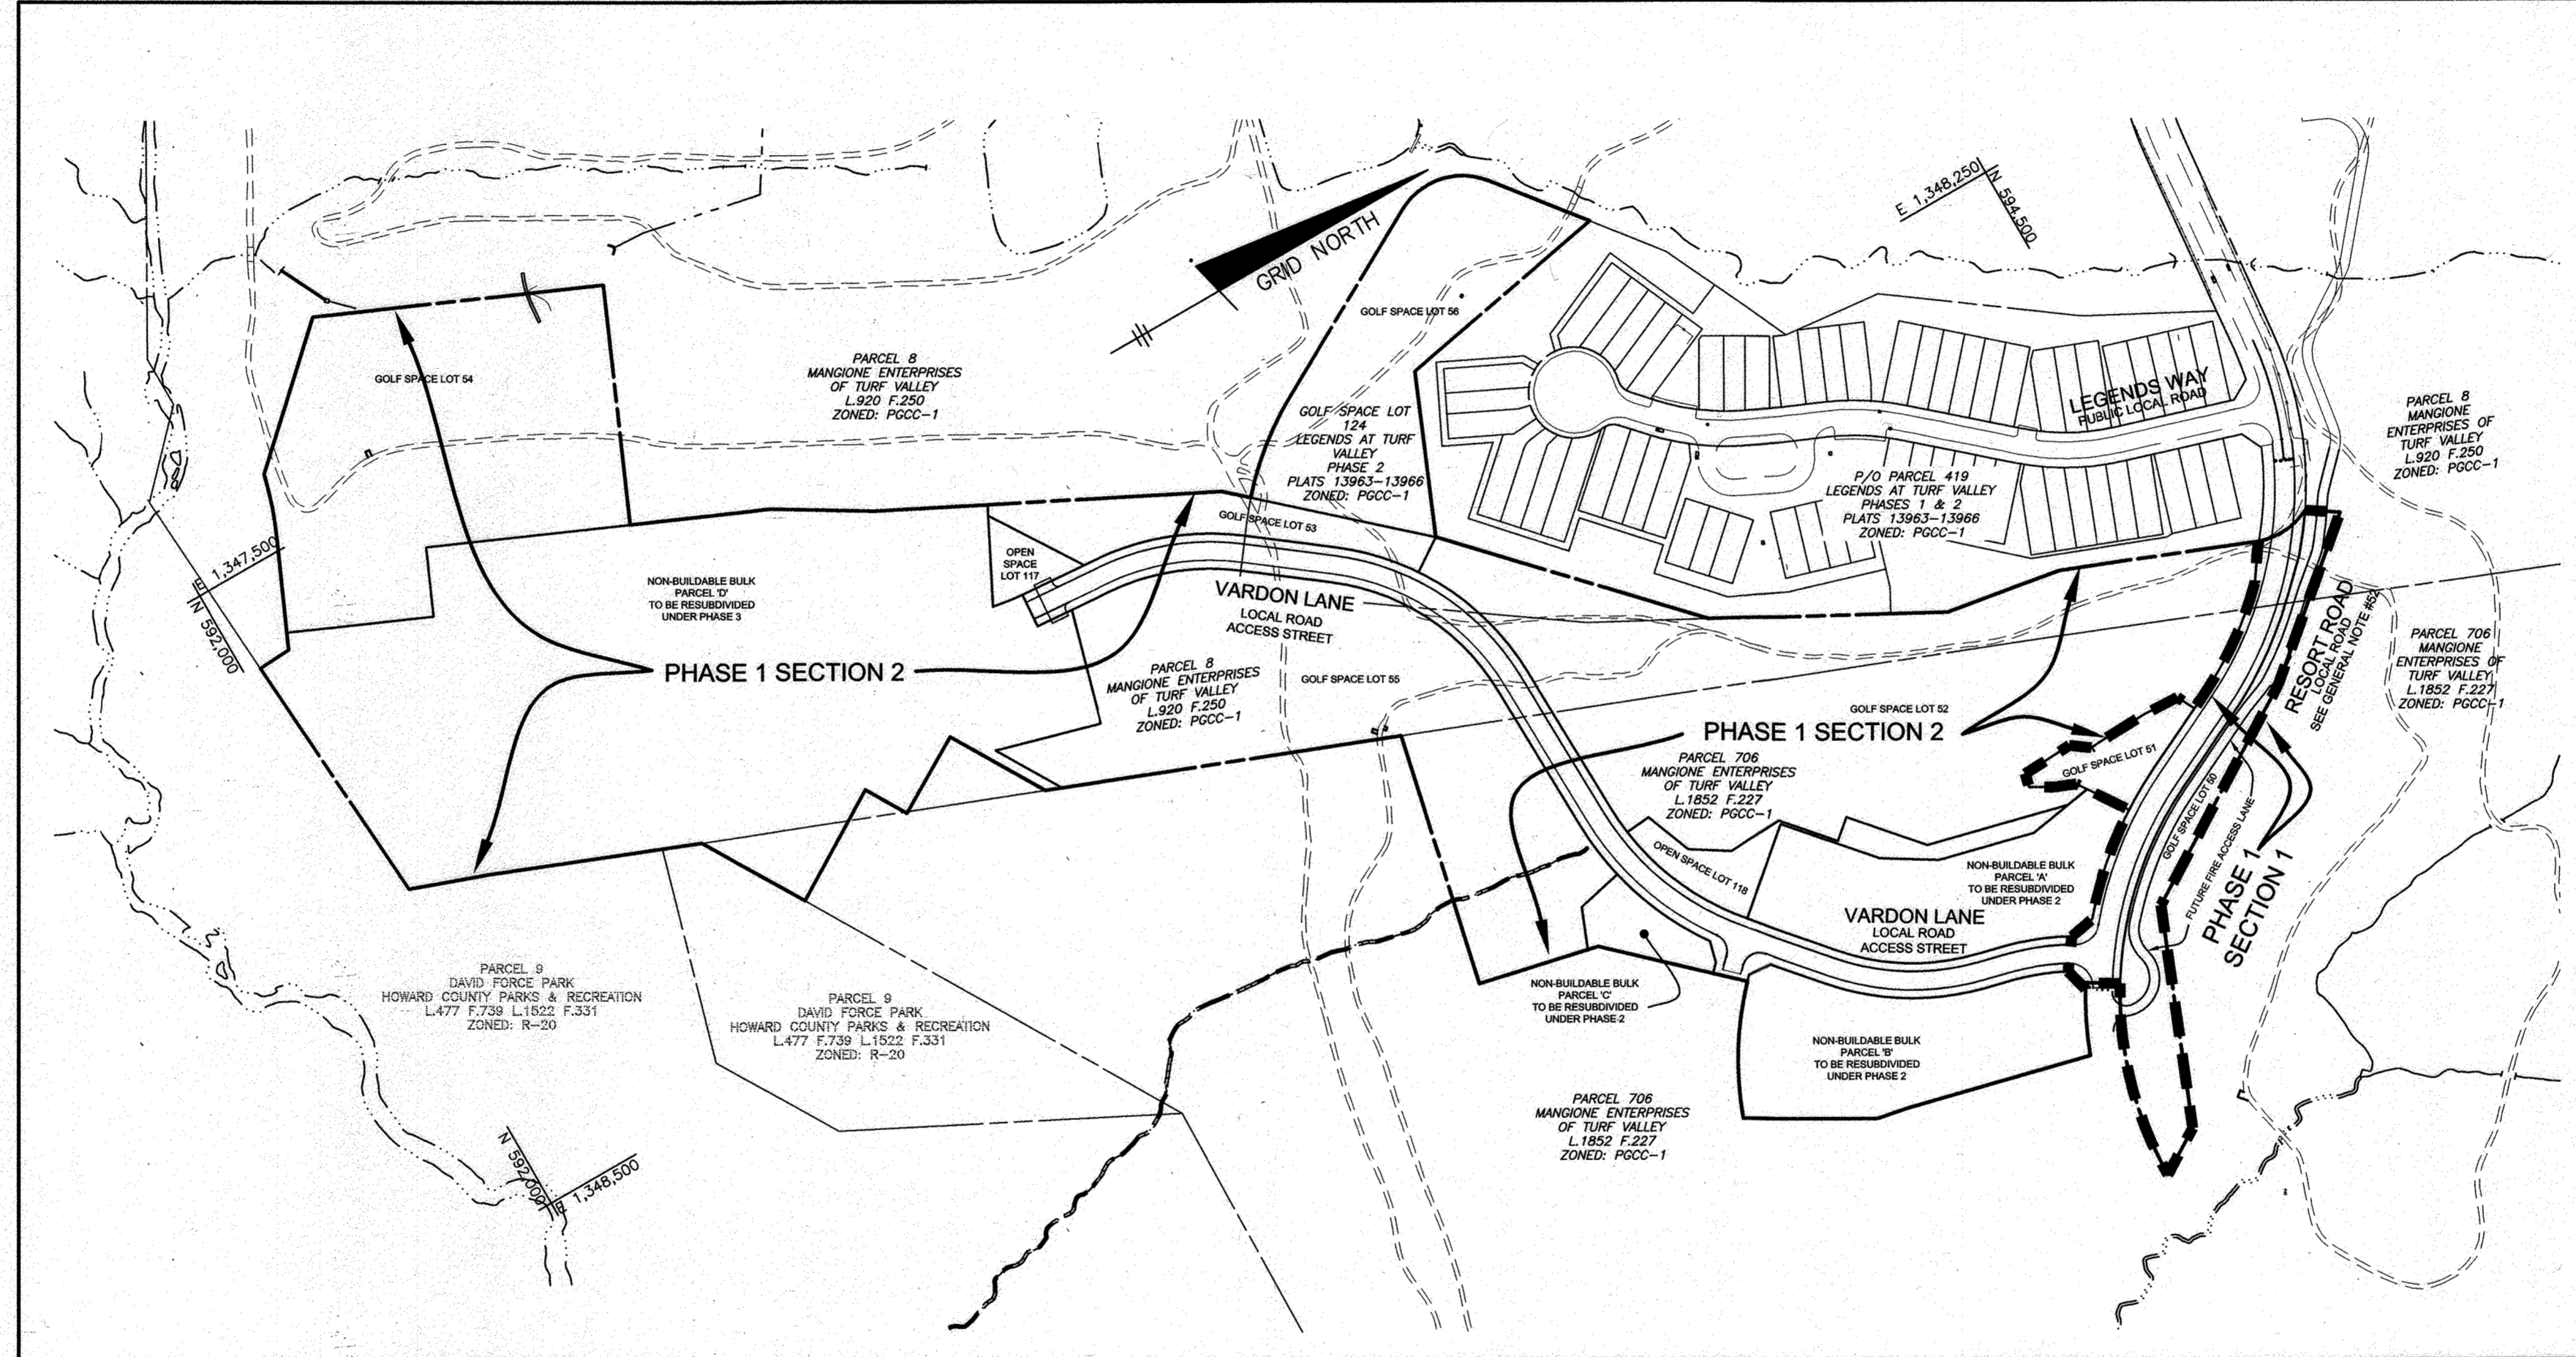 E 1,348,250
N 594,500
GRID NORTH
GOLF SPACE LOT 56
GOLF SPACE LOT 54
PARCEL 8
MANGIONE ENTERPRISES
OF TURF VALLEY
L.920 F.250
ZONED: PGCC-1
GOLF SPACE LOT
124
LEGENDS AT TURF
VALLEY
PHASE 2
PLATS 13963-13966
ZONED: PGCC-1
LEGENDS WAY
PUBLIC LOCAL ROAD
PARCEL 8
MANGIONE
ENTERPRISES OF
TURF VALLEY
L.920 F.250
ZONED: PGCC-1
P/O PARCEL 419
LEGENDS AT TURF VALLEY
PHASES 1 & 2
PLATS 13963-13966
ZONED: PGCC-1
GOLF SPACE LOT 53
OPEN
SPACE
LOT 117
E 1,347,500
N 592,000
NON-BUILDABLE BULK
PARCEL 'D'
TO BE RESUBDIVIDED
UNDER PHASE 3
VARDON LANE
LOCAL ROAD
ACCESS STREET
RESORT ROAD
LOCAL ROAD
SEE GENERAL NOTE #52
PARCEL 706
MANGIONE
ENTERPRISES OF
TURF VALLEY
L.1852 F.227
ZONED: PGCC-1
PHASE 1 SECTION 2
PARCEL 8
MANGIONE ENTERPRISES
OF TURF VALLEY
L.920 F.250
ZONED: PGCC-1
GOLF SPACE LOT 55
GOLF SPACE LOT 52
PHASE 1 SECTION 2
GOLF SPACE LOT 51
PARCEL 706
MANGIONE ENTERPRISES
OF TURF VALLEY
L.1852 F.227
ZONED: PGCC-1
GOLF SPACE LOT 50
FUTURE FIRE ACCESS LANE
PHASE 1
SECTION 1
OPEN SPACE LOT 118
NON-BUILDABLE BULK
PARCEL 'A'
TO BE RESUBDIVIDED
UNDER PHASE 2
VARDON LANE
LOCAL ROAD
ACCESS STREET
PARCEL 9
DAVID FORCE PARK
HOWARD COUNTY PARKS & RECREATION
L.477 F.739 L.1522 F.331
ZONED: R-20
PARCEL 9
DAVID FORCE PARK
HOWARD COUNTY PARKS & RECREATION
L.477 F.739 L.1522 F.331
ZONED: R-20
NON-BUILDABLE BULK
PARCEL 'C'
TO BE RESUBDIVIDED
UNDER PHASE 2
NON-BUILDABLE BULK
PARCEL 'B'
TO BE RESUBDIVIDED
UNDER PHASE 2
PARCEL 706
MANGIONE ENTERPRISES
OF TURF VALLEY
L.1852 F.227
ZONED: PGCC-1
N 592,000
E 1,348,500